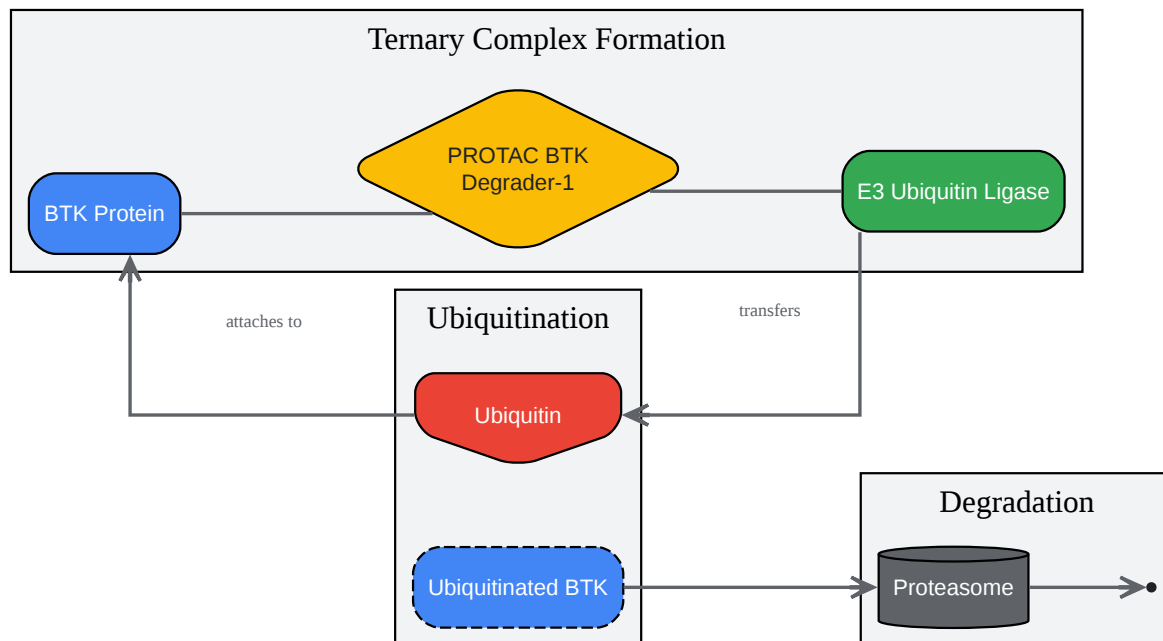 Ternary Complex Formation
PROTAC BTK
Degrader-1
E3 Ubiquitin Ligase
BTK Protein
attaches to
transfers
Ubiquitination
Ubiquitin
Degradation
Ubiquitinated BTK
Proteasome